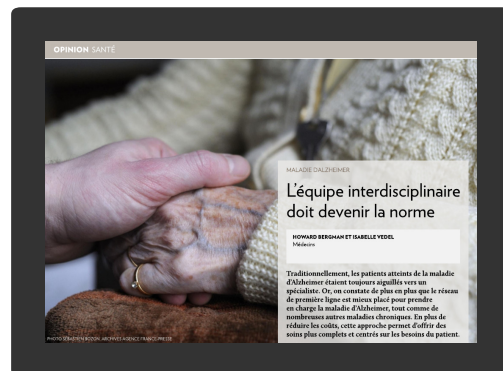 OPINION SANTÉ
MALADIE D'ALZHEIMER
L'équipe interdisciplinaire
doit devenir la norme
HOWARD BERGMAN ET ISABELLE VEDEL
Médecins
Traditionnellement, les patients atteints de la maladie
d'Alzheimer étaient toujours aiguillés vers un
spécialiste. Or, on constate de plus en plus que le réseau
de première ligne est mieux placé pour prendre
en charge la maladie d'Alzheimer, tout comme de
nombreuses autres maladies chroniques. En plus de
réduire les coûts, cette approche permet d'offrir des
soins plus complets et centrés sur les besoins du patient.
PHOTO SÉBASTIEN BOZON, ARCHIVES AGENCE FRANCE-PRESSE